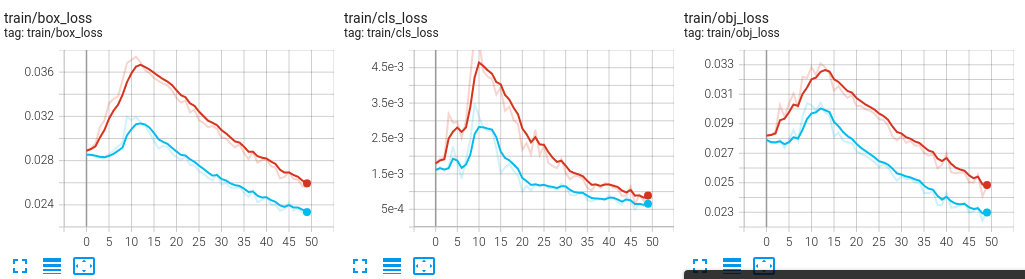 train/box_loss
tag: train/box_loss
0.036
0.032
0.028
0.024
0 5 10 15 20 25 30 35 40 45 50
train/cls_loss
tag: train/cls_loss
4.5e-3
3.5e-3
2.5e-3
1.5e-3
5e-4
0 5 10 15 20 25 30 35 40 45 50
train/obj_loss
tag: train/obj_loss
0.033
0.031
0.029
0.027
0.025
0.023
0 5 10 15 20 25 30 35 40 45 50